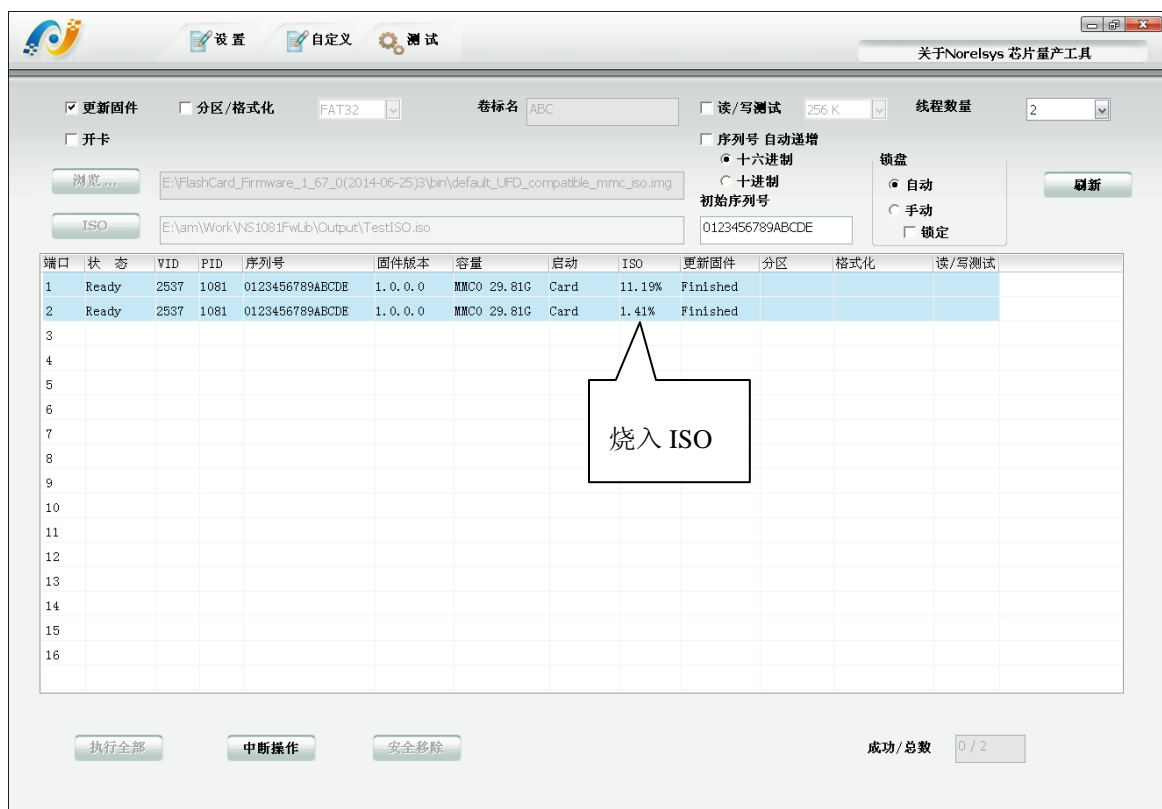 设 置 自定义 测 试
关于Norelsys 芯片量产工具
更新固件 分区/格式化 FAT32 卷标名 ABC 读/写测试 256 K 线程数量 2
开卡 序列号 自动递增
十六进制 锁盘
浏览 ... E:\FlashCard_Firmware_1_67_0(2014-06-25)3\bin\default_UFD_compatible_mmc_iso.img 十进制 自动 刷新
初始序列号 手动
ISO E:\am\Work\NS1081FwLib\Output\TestISO.iso 0123456789ABCDE 锁定
端口 状 态 VID PID 序列号 固件版本 容量 启动 ISO 更新固件 分区 格式化 读/写测试
1 Ready 2537 1081 0123456789ABCDE 1.0.0.0 MMC0 29.81G Card 11.19% Finished
2 Ready 2537 1081 0123456789ABCDE 1.0.0.0 MMC0 29.81G Card 1.41% Finished
3
4
5
6
7
烧入 ISO
8
9
10
11
12
13
14
15
16
执行全部 中断操作 安全移除 成功/总数 0 / 2